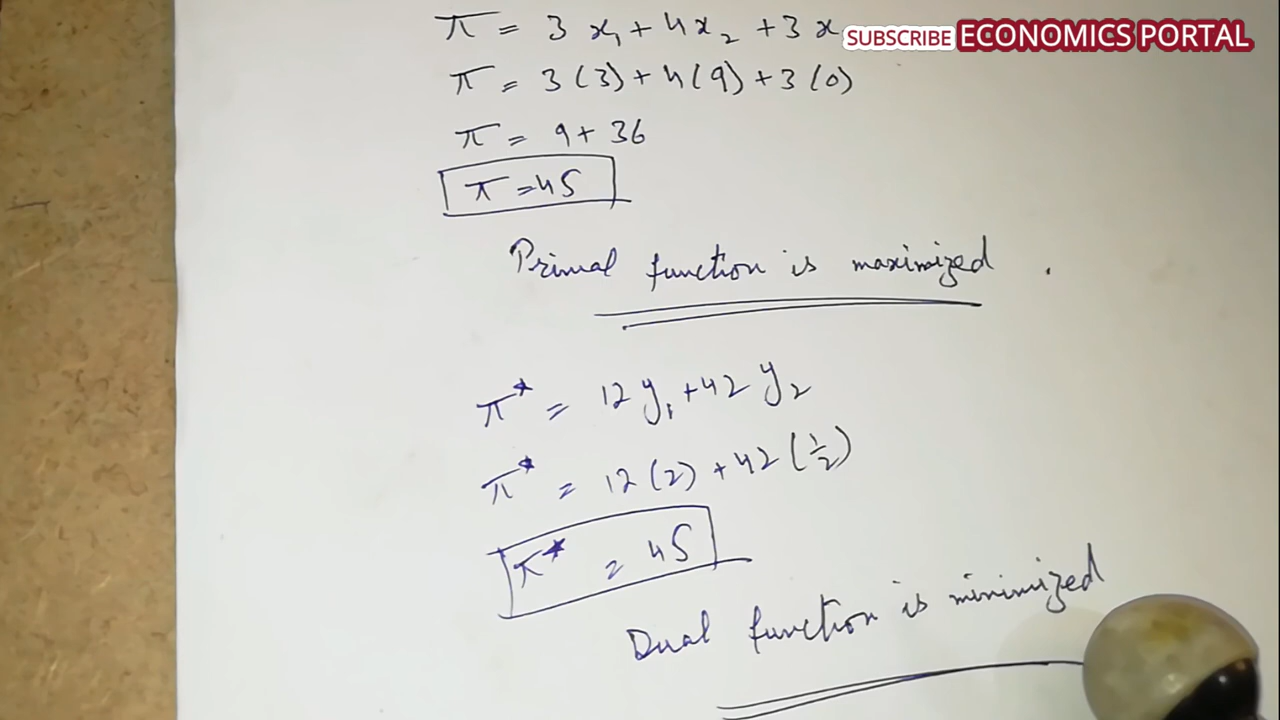 π = 3x₁ + 4x₂ + 3x
SUBSCRIBE ECONOMICS PORTAL
π = 3(3) + 4(9) + 3(0)
π = 9 + 36
π = 45
Primal function is maximized.
π* = 12y₁ + 42y₂
π* = 12(2) + 42(½)
π* = 45
Dual function is minimized